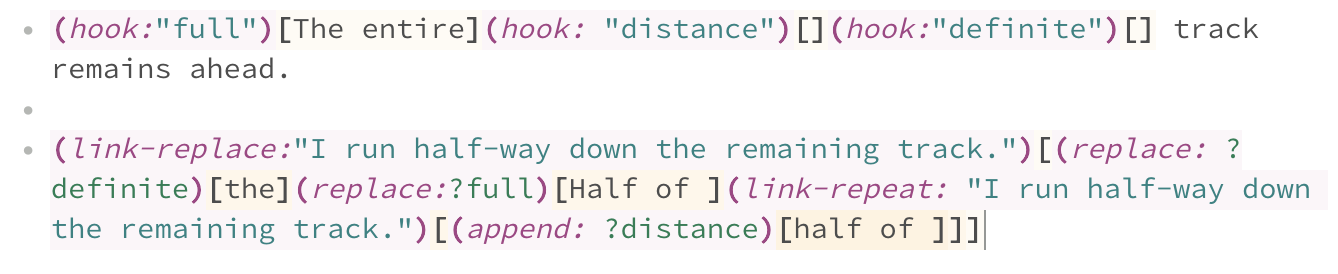 (hook:"full")[The entire](hook: "distance")[](hook:"definite")[] track
remains ahead.
(link-replace:"I run half-way down the remaining track.")[(replace: ?
definite)[the](replace:?full)[Half of ](link-repeat: "I run half-way down
the remaining track.")[(append: ?distance)[half of ]]]